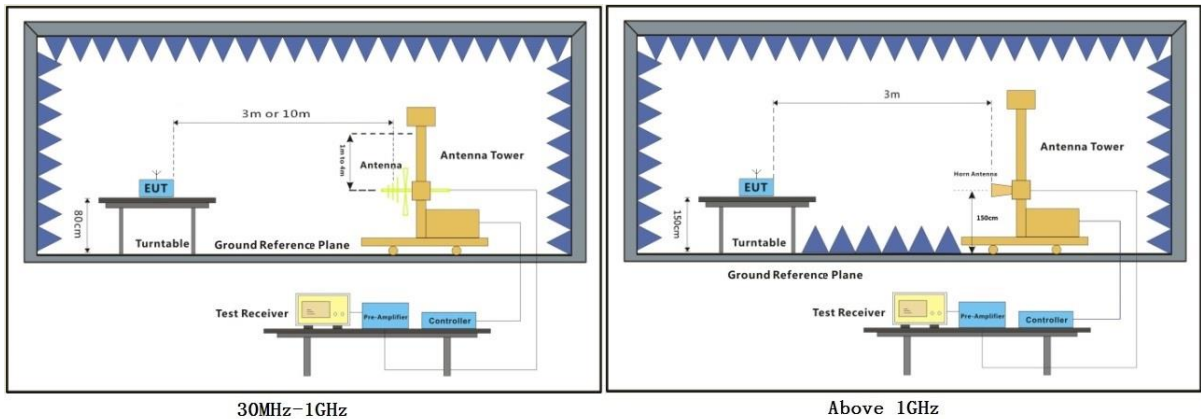 3m or 10m
1m to 4m
Antenna
Antenna Tower
EUT
80cm
Turntable
Ground Reference Plane
Test Receiver
Pre-Amplifier
Controller
30MHz-1GHz
3m
Antenna Tower
Horn Antenna
EUT
150cm
150cm
Turntable
Ground Reference Plane
Test Receiver
Pre-Amplifier
Controller
Above 1GHz